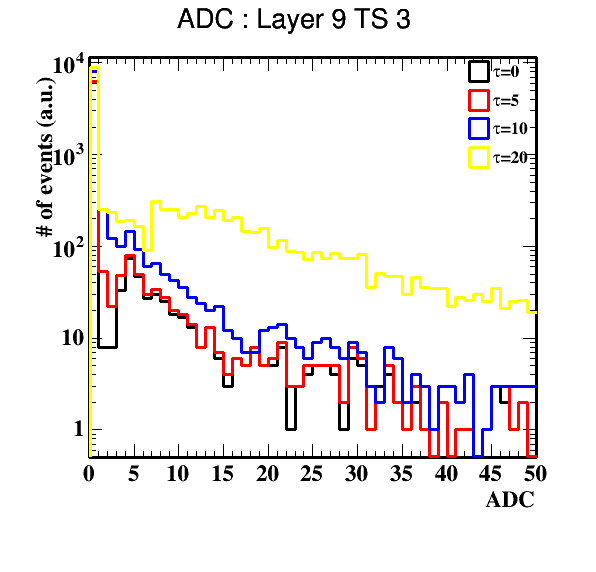 ADC : Layer 9 TS 3
# of events (a.u.)
10^4
10^3
10^2
10
1
τ=0
τ=5
τ=10
τ=20
0 5 10 15 20 25 30 35 40 45 50
ADC